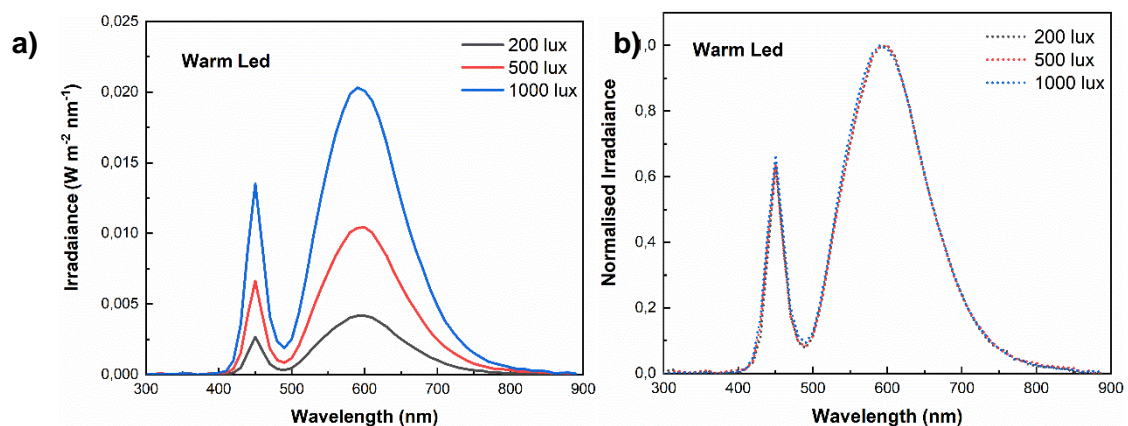 a)
Warm Led
200 lux
500 lux
1000 lux
0,025
0,020
0,015
0,010
0,005
0,000
Irradaiance (W m⁻² nm⁻¹)
300 400 500 600 700 800 900
Wavelength (nm)
b)
Warm Led
200 lux
500 lux
1000 lux
1,0
0,8
0,6
0,4
0,2
0,0
Normalised Irradaiance
300 400 500 600 700 800 900
Wavelength (nm)